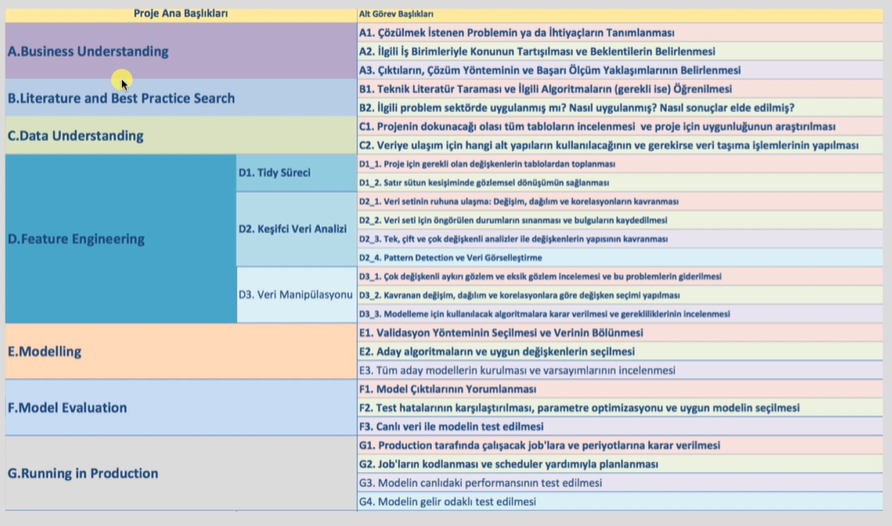 Proje Ana Başlıkları
Alt Görev Başlıkları
A.Business Understanding
A1. Çözülmek İstenen Problemin ya da İhtiyaçların Tanımlanması
A2. İlgili İş Birimleriyle Konunun Tartışılması ve Beklentilerin Belirlenmesi
A3. Çıktıların, Çözüm Yönteminin ve Başarı Ölçüm Yaklaşımlarının Belirlenmesi
B.Literature and Best Practice Search
B1. Teknik Literatür Taraması ve İlgili Algoritmaların (gerekli ise) Öğrenilmesi
B2. İlgili problem sektörde uygulanmış mı? Nasıl uygulanmış? Nasıl sonuçlar elde edilmiş?
C.Data Understanding
C1. Projenin dokunacağı olası tüm tabloların incelenmesi ve proje için uygunluğunun araştırılması
C2. Veriye ulaşım için hangi alt yapıların kullanılacağının ve gerekirse veri taşıma işlemlerinin yapılması
D.Feature Engineering
D1. Tidy Süreci
D1_1. Proje için gerekli olan değişkenlerin tablolardan toplanması
D1_2. Satır sütun kesişiminde gözlemsel dönüşümün sağlanması
D2. Keşifci Veri Analizi
D2_1. Veri setinin ruhuna ulaşma: Değişim, dağılım ve korelasyonların kavranması
D2_2. Veri seti için öngörülen durumların sınanması ve bulguların kaydedilmesi
D2_3. Tek, çift ve çok değişkenli analizler ile değişkenlerin yapısının kavranması
D2_4. Pattern Detection ve Veri Görselleştirme
D3. Veri Manipülasyonu
D3_1. Çok değişkenli aykırı gözlem ve eksik gözlem incelemesi ve bu problemlerin giderilmesi
D3_2. Kavranan değişim, dağılım ve korelasyonlara göre değişken seçimi yapılması
D3_3. Modelleme için kullanılacak algoritmalara karar verilmesi ve gerekliliklerinin incelenmesi
E.Modelling
E1. Validasyon Yönteminin Seçilmesi ve Verinin Bölünmesi
E2. Aday algoritmaların ve uygun değişkenlerin seçilmesi
E3. Tüm aday modellerin kurulması ve varsayımlarının incelenmesi
F.Model Evaluation
F1. Model Çıktılarının Yorumlanması
F2. Test hatalarının karşılaştırılması, parametre optimizasyonu ve uygun modelin seçilmesi
F3. Canlı veri ile modelin test edilmesi
G.Running in Production
G1. Production tarafında çalışacak job'lara ve periyotlarına karar verilmesi
G2. Job'ların kodlanması ve scheduler yardımıyla planlanması
G3. Modelin canlıdaki performansının test edilmesi
G4. Modelin gelir odaklı test edilmesi